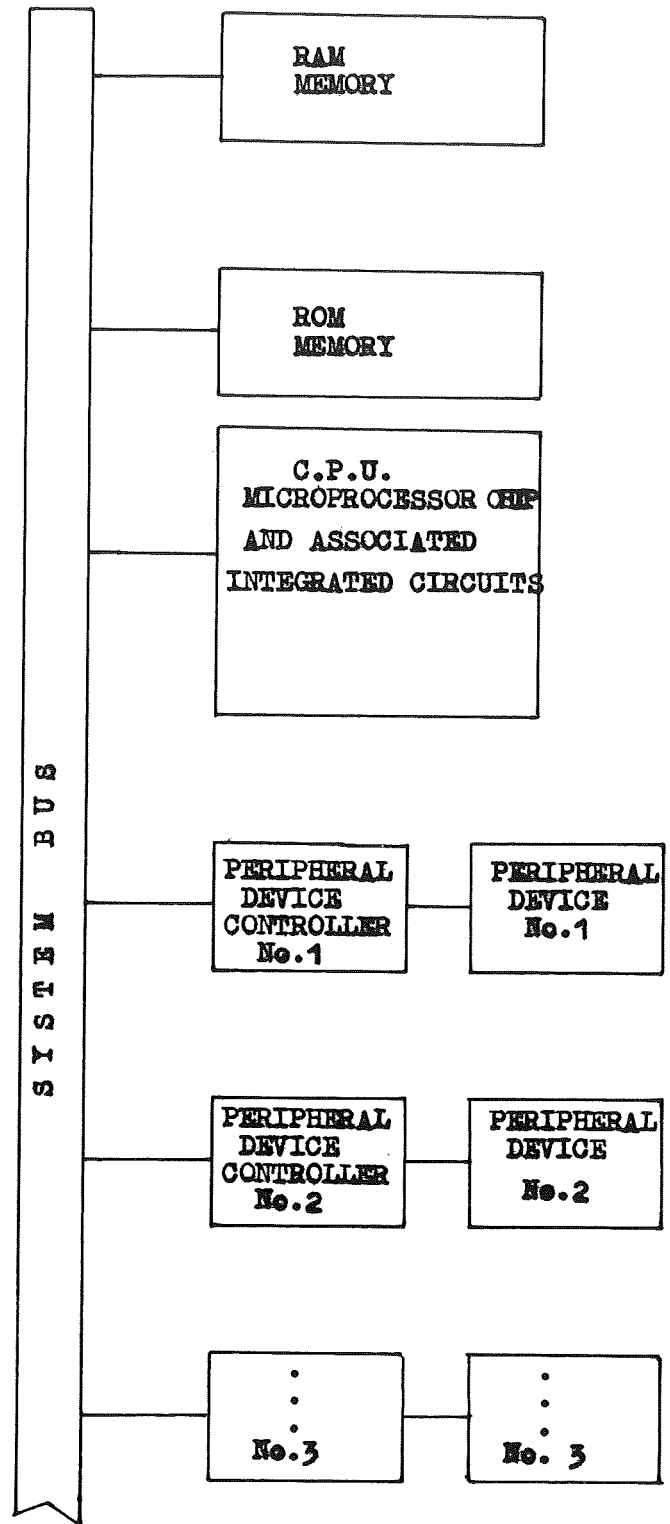 RAM
MEMORY
ROM
MEMORY
C.P.U.
MICROPROCESSOR CHIP
AND ASSOCIATED
INTEGRATED CIRCUITS
SYSTEM BUS
PERIPHERAL
DEVICE
CONTROLLER
No.1
PERIPHERAL
DEVICE
No.1
PERIPHERAL
DEVICE
CONTROLLER
No.2
PERIPHERAL
DEVICE
No.2
No.3
No. 3